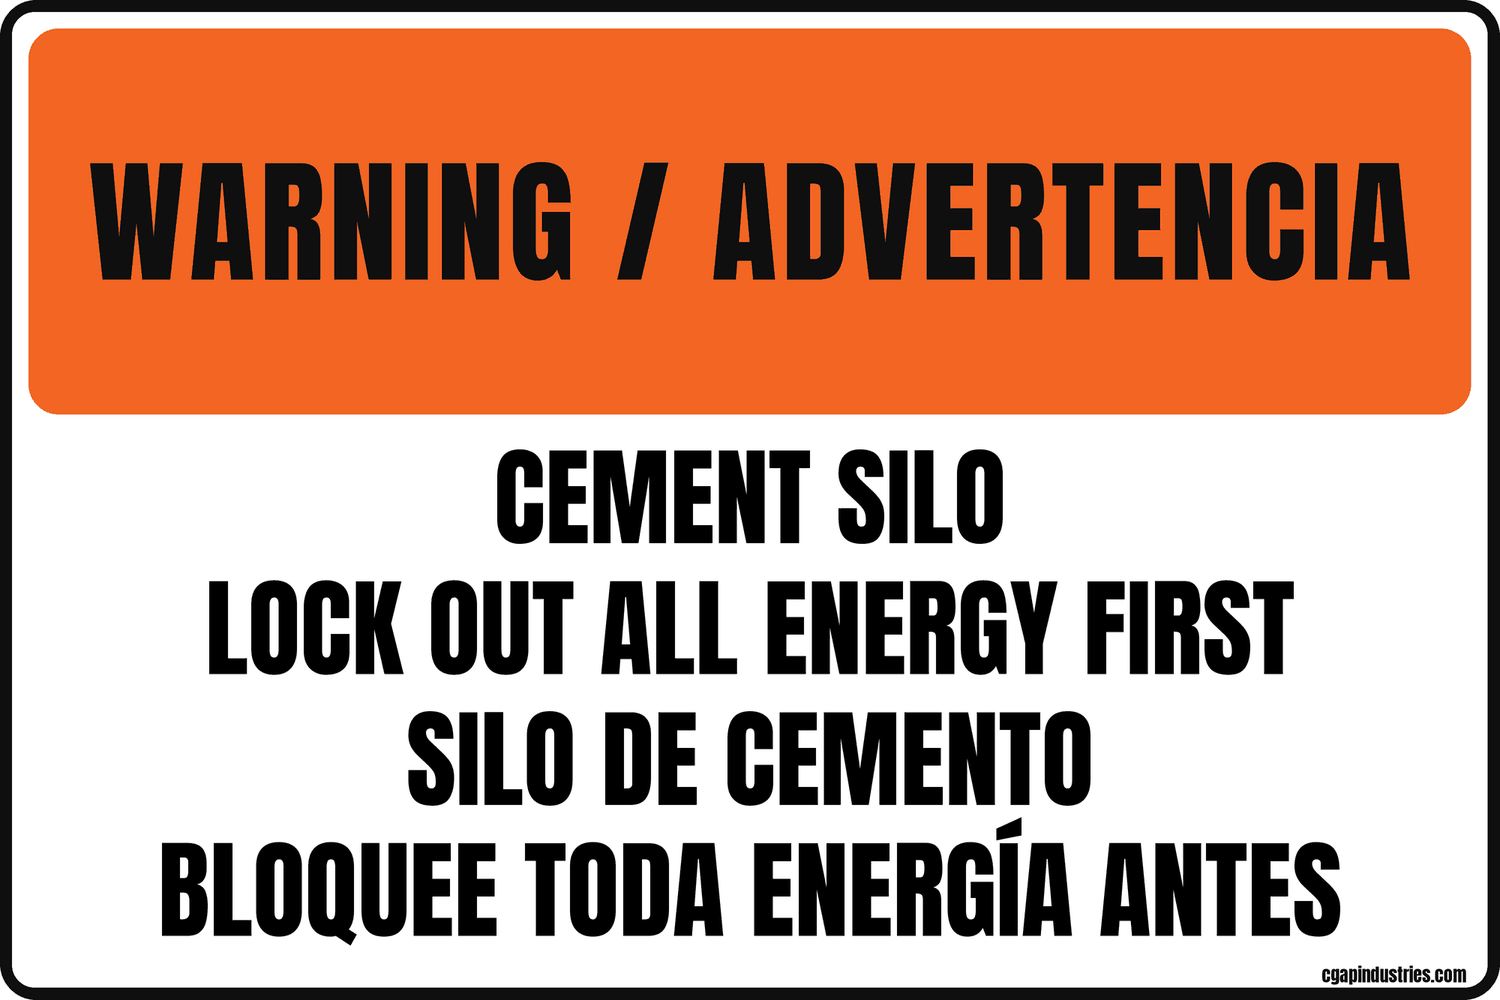 WARNING / ADVERTENCIA
CEMENT SILO
LOCK OUT ALL ENERGY FIRST
SILO DE CEMENTO
BLOQUEE TODA ENERGÍA ANTES
cgapindustries.com